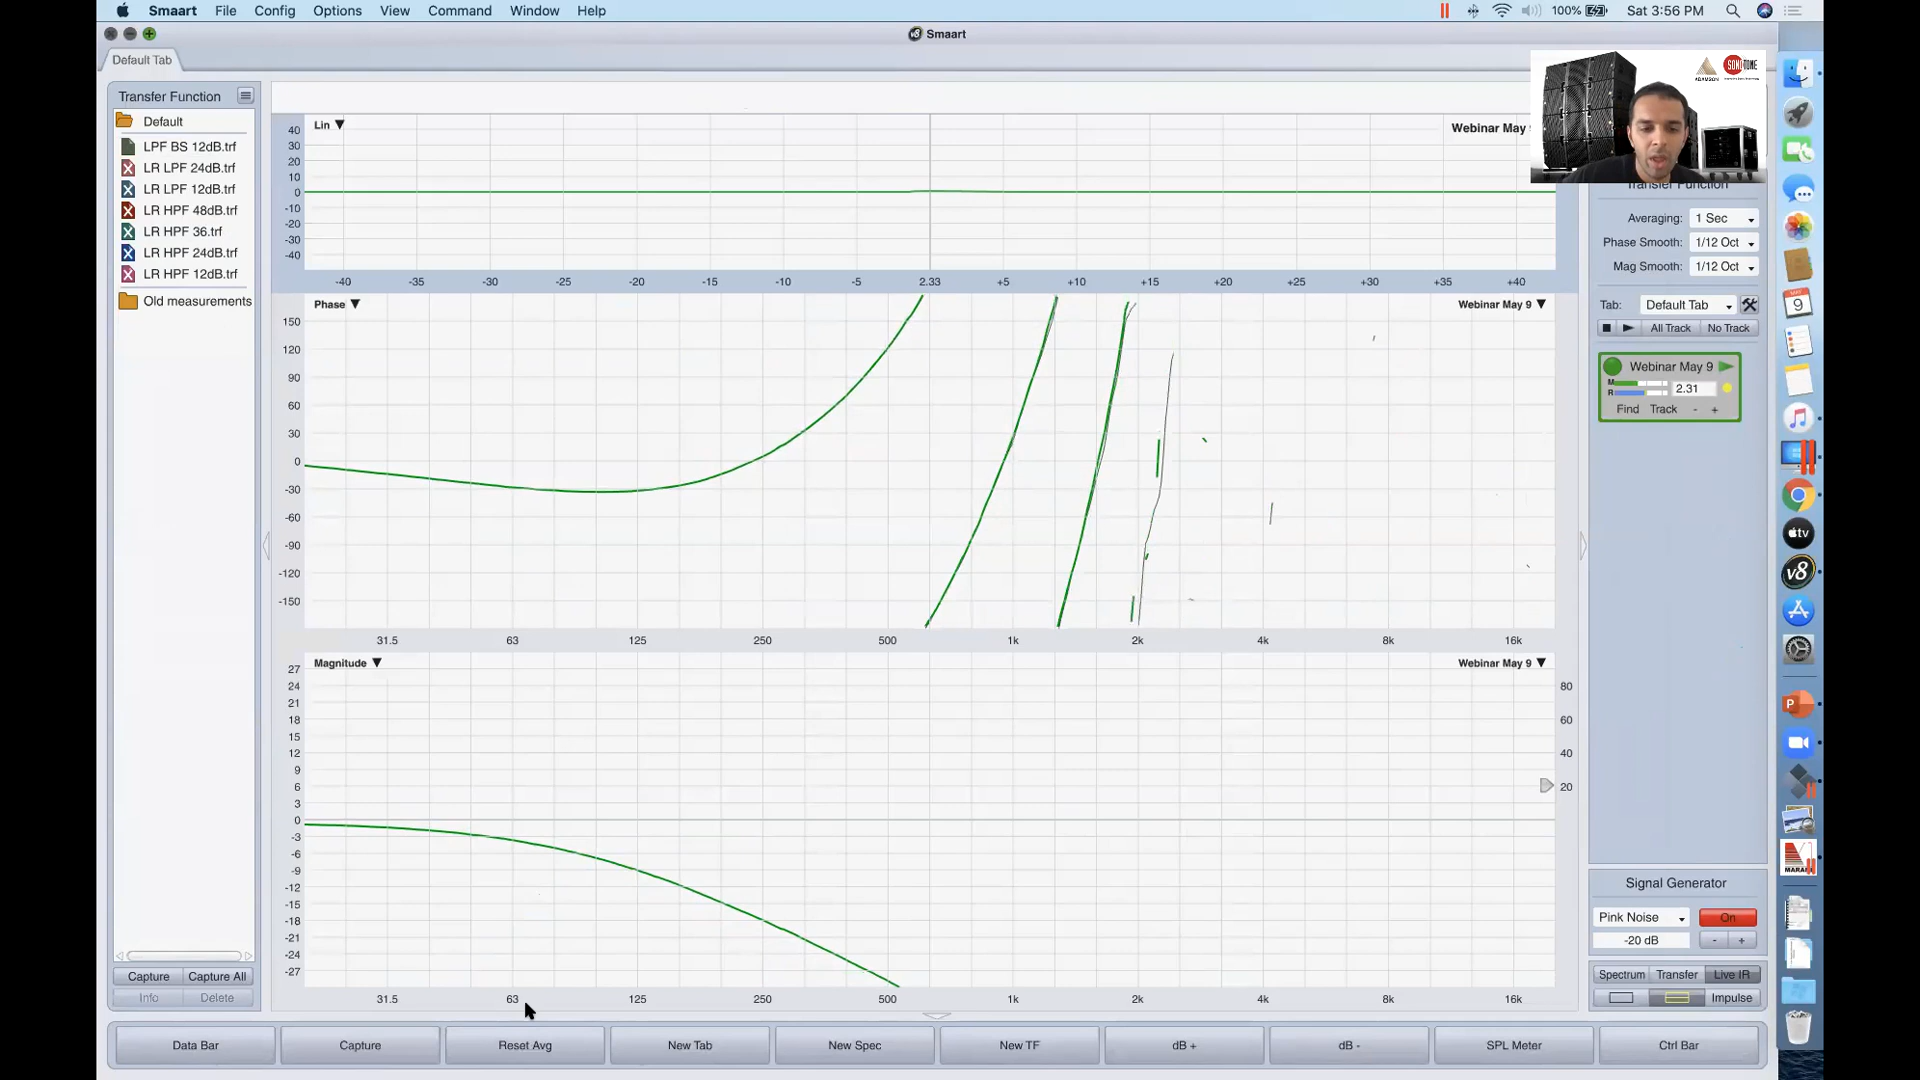 Smaart File Config Options View Command Window Help 100% Sat 3:56 PM
v8 Smaart
Default Tab
Transfer Function
Default
LPF BS 12dB.trf
LR LPF 24dB.trf
LR LPF 12dB.trf
LR HPF 48dB.trf
LR HPF 36.trf
LR HPF 24dB.trf
LR HPF 12dB.trf
Old measurements
Capture Capture All
Info Delete
Lin Webinar May 9
40
30
20
10
0
-10
-20
-30
-40
-40 -35 -30 -25 -20 -15 -10 -5 2.33 +5 +10 +15 +20 +25 +30 +35 +40
Phase Webinar May 9
150
120
90
60
30
0
-30
-60
-90
-120
-150
31.5 63 125 250 500 1k 2k 4k 8k 16k
Magnitude Webinar May 9
27
24
21
18
15
12
9
6
3
0
-3
-6
-9
-12
-15
-18
-21
-24
-27
80
60
40
20
31.5 63 125 250 500 1k 2k 4k 8k 16k
ADAMSON
Transfer Function
Averaging: 1 Sec
Phase Smooth: 1/12 Oct
Mag Smooth: 1/12 Oct
Tab: Default Tab
All Track No Track
Webinar May 9
M
R 2.31
Find Track - +
Signal Generator
Pink Noise On
-20 dB - +
Spectrum Transfer Live IR
Impulse
MAY
9
tv
v8
P
Data Bar Capture Reset Avg New Tab New Spec New TF dB + dB - SPL Meter Ctrl Bar